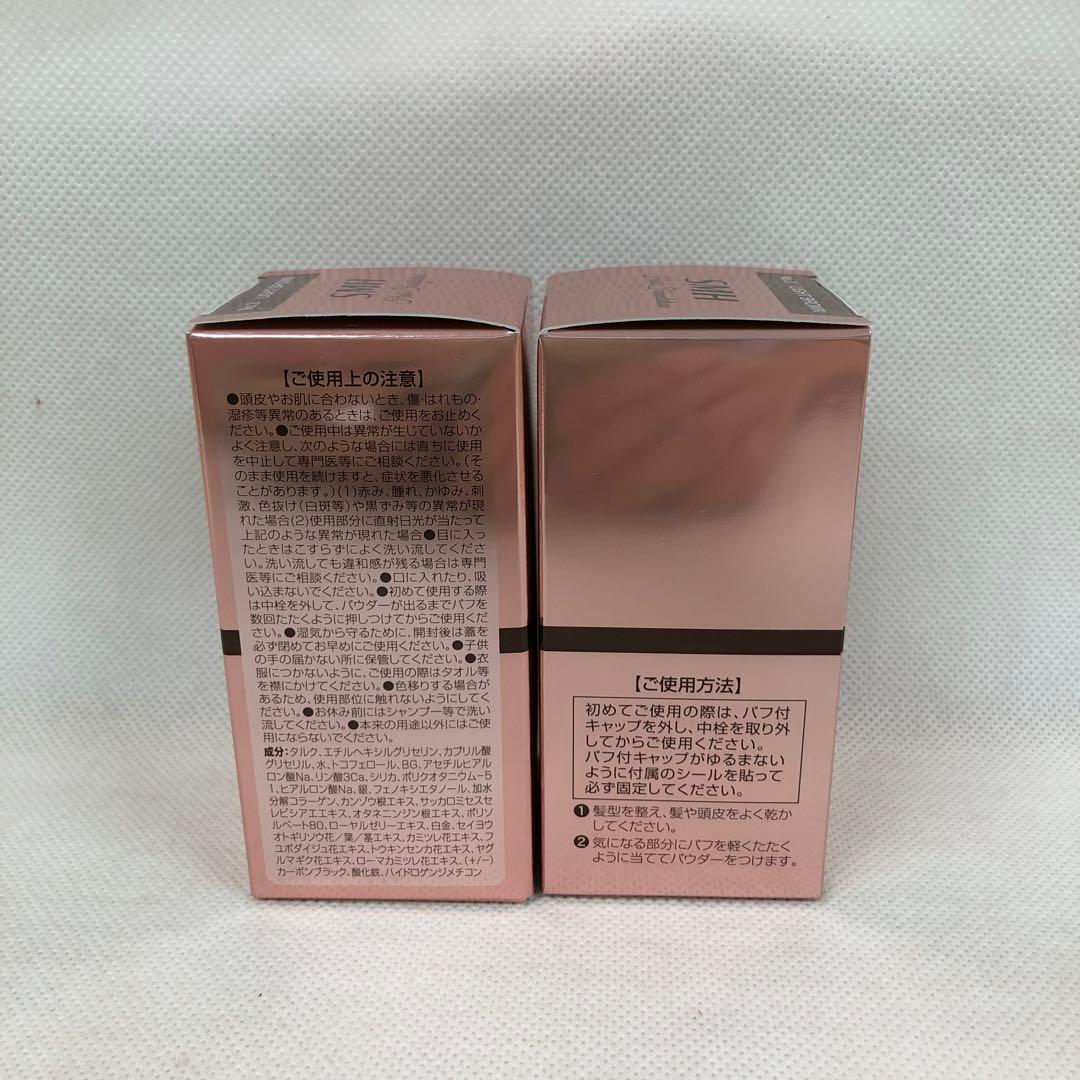 SWH
Hair Foundation
LIGHT BROWN
【ご使用上の注意】
●頭皮やお肌に合わないとき、傷・はれもの・
湿疹等異常のあるときは、ご使用をお止めく
ださい。●ご使用中は異常が生じていないか
よく注意し、次のような場合には直ちに使用
を中止して専門医等にご相談ください。(そ
のまま使用を続けますと、症状を悪化させる
ことがあります。)(1)赤み、腫れ、かゆみ、刺
激、色抜け(白斑等)や黒ずみ等の異常が現
れた場合(2)使用部分に直射日光が当たって
上記のような異常が現れた場合●目に入っ
たときはこすらずによく洗い流してくださ
い。洗い流しても違和感が残る場合は専門
医等にご相談ください。●口に入れたり、吸
い込まないでください。●初めて使用する際
は中栓を外して、パウダーが出るまでパフを
数回たたくように押しつけてからご使用くだ
さい。●湿気から守るために、開封後は蓋を
必ず閉めてお早めにご使用ください。●子供
の手の届かない所に保管してください。●衣
服につかないように、ご使用の際はタオル等
を襟にかけてください。●色移りする場合が
あるため、使用部位に触れないようにしてく
ださい。●お休み前にはシャンプー等で洗い
流してください。●本来の用途以外にはご使
用にならないでください。
成分:タルク、エチルヘキシルグリセリン、カプリル酸
グリセリル、水、トコフェロール、BG、アセチルヒアル
ロン酸Na、リン酸3Ca、シリカ、ポリクオタニウム-5
1、ヒアルロン酸Na、銀、フェノキシエタノール、加水
分解コラーゲン、カンゾウ根エキス、サッカロミセスセ
レビシアエエキス、オタネニンジン根エキス、ポリソ
ルベート80、ローヤルゼリーエキス、白金、セイヨウ
オトギリソウ花/葉/茎エキス、カミツレ花エキス、フ
ユボダイジュ花エキス、トウキンセンカ花エキス、ヤグ
ルマギク花エキス、ローマカミツレ花エキス、(+/-)
カーボンブラック、酸化鉄、ハイドロゲンジメチコン
SWH
Hair Foundation
LIGHT BROWN
【ご使用方法】
初めてご使用の際は、パフ付
キャップを外し、中栓を取り外
してからご使用ください。
パフ付キャップがゆるまない
ように付属のシールを貼って
必ず固定してください。
❶ 髪型を整え、髪や頭皮をよく乾か
してください。
❷ 気になる部分にパフを軽くたたく
ように当ててパウダーをつけます。